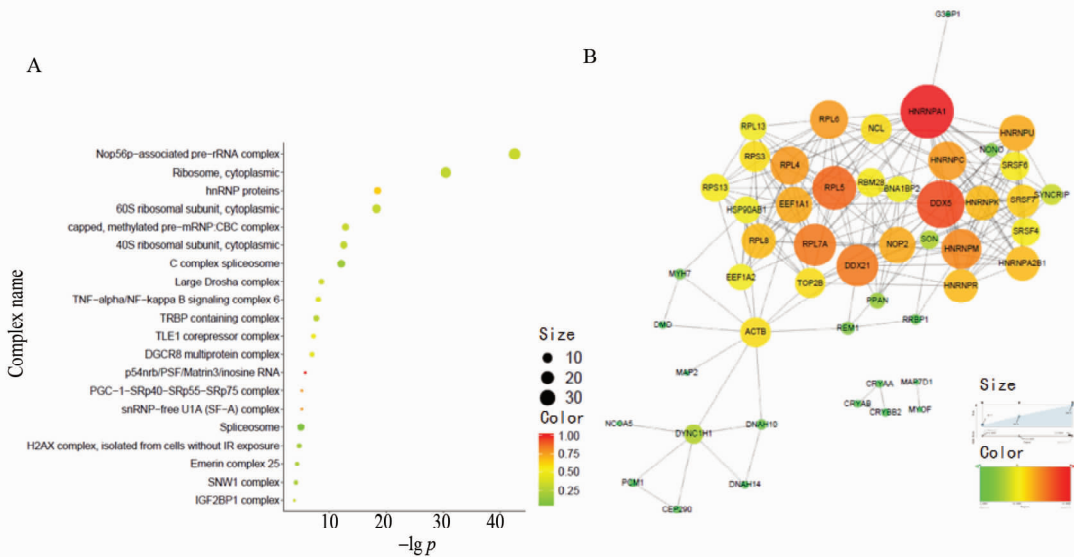 A
Complex name
Nop56p-associated pre-rRNA complex
Ribosome, cytoplasmic
hnRNP proteins
60S ribosomal subunit, cytoplasmic
capped, methylated pre-mRNP:CBC complex
40S ribosomal subunit, cytoplasmic
C complex spliceosome
Large Drosha complex
TNF-alpha/NF-kappa B signaling complex 6
TRBP containing complex
TLE1 corepressor complex
DGCR8 multiprotein complex
p54nrb/PSF/Matrin3/inosine RNA
PGC-1-SRp40-SRp55-SRp75 complex
snRNP-free U1A (SF-A) complex
Spliceosome
H2AX complex, isolated from cells without IR exposure
Emerin complex 25
SNW1 complex
IGF2BP1 complex
10 20 30 40
–lg p
Size
10
20
30
Color
1.00
0.75
0.50
0.25
B
G3BP1
HNRNPA1
RPL6
RPL13
NCL
HNRNPU
NONO
RPS3
RPL4
HNRNPC
SRSF6
RPS13
RPL5
RBM28
BNA1BP2
SYNCRIP
HSP90AB1
EEF1A1
DDX5
HNRNPK
SRSF7
SRSF4
RPL8
RPL7A
NOP2
SON
HNRNPM
HNRNPA2B1
EEF1A2
TOP2B
DDX21
HNRNPR
MYH7
PPAN
DMD
ACTB
REM1
RRBP1
MAP2
CRYAA
MAP7D1
CRYAB
CRYBB2
MYOF
NCOA5
DYNC1H1
DNAH10
PCM1
DNAH14
CEP290
Size
Color